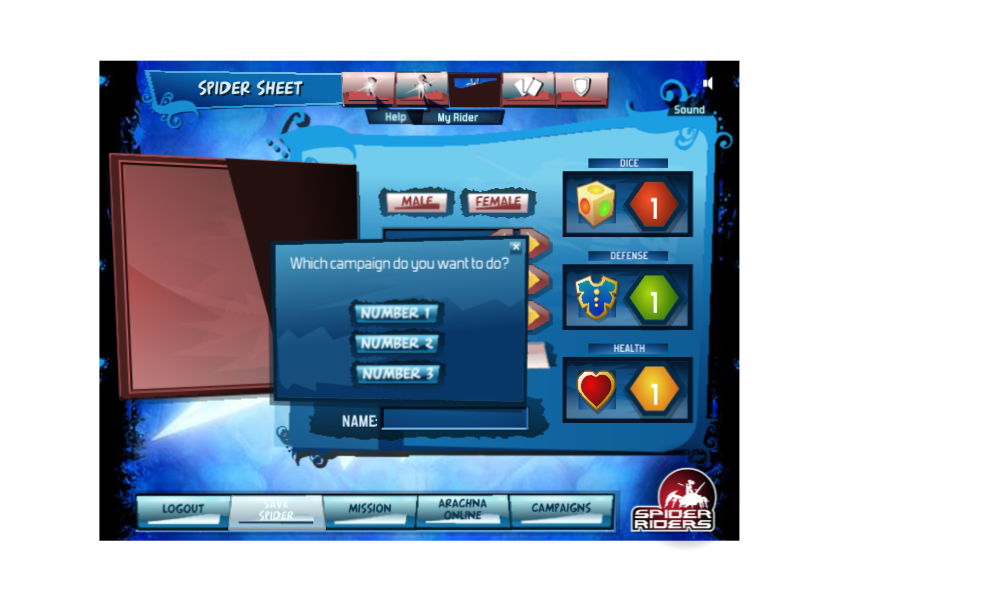 SPIDER SHEET
Sound
Help
My Rider
DICE
MALE
FEMALE
1
DEFENSE
Which campaign do you want to do?
1
NUMBER 1
NUMBER 2
NUMBER 3
HEALTH
1
NAME:
LOGOUT
SAVE
SPIDER
MISSION
ARACHNA
ONLINE
CAMPAIGNS
SPIDER
RIDERS